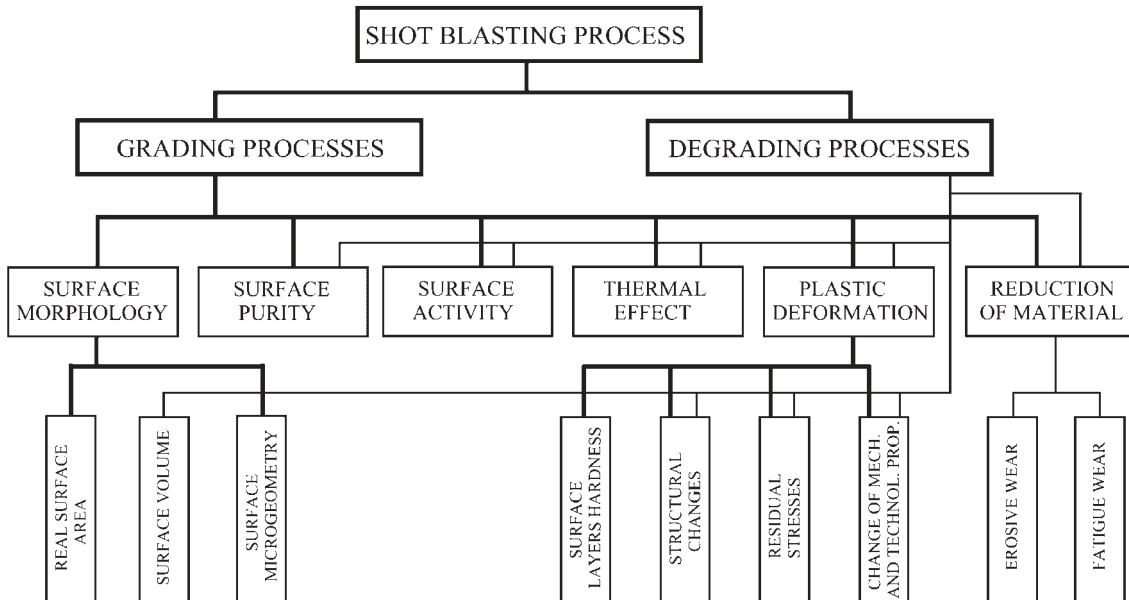 SHOT BLASTING PROCESS
GRADING PROCESSES
DEGRADING PROCESSES
SURFACE
MORPHOLOGY
SURFACE
PURITY
SURFACE
ACTIVITY
THERMAL
EFFECT
PLASTIC
DEFORMATION
REDUCTION
OF MATERIAL
REAL SURFACE
AREA
SURFACE VOLUME
SURFACE
MICROGEOMETRY
SURFACE
LAYERS HARDNESS
STRUCTURAL
CHANGES
RESIDUAL
STRESSES
CHANGE OF MECH.
AND TECHNOL. PROP.
EROSIVE WEAR
FATIGUE WEAR